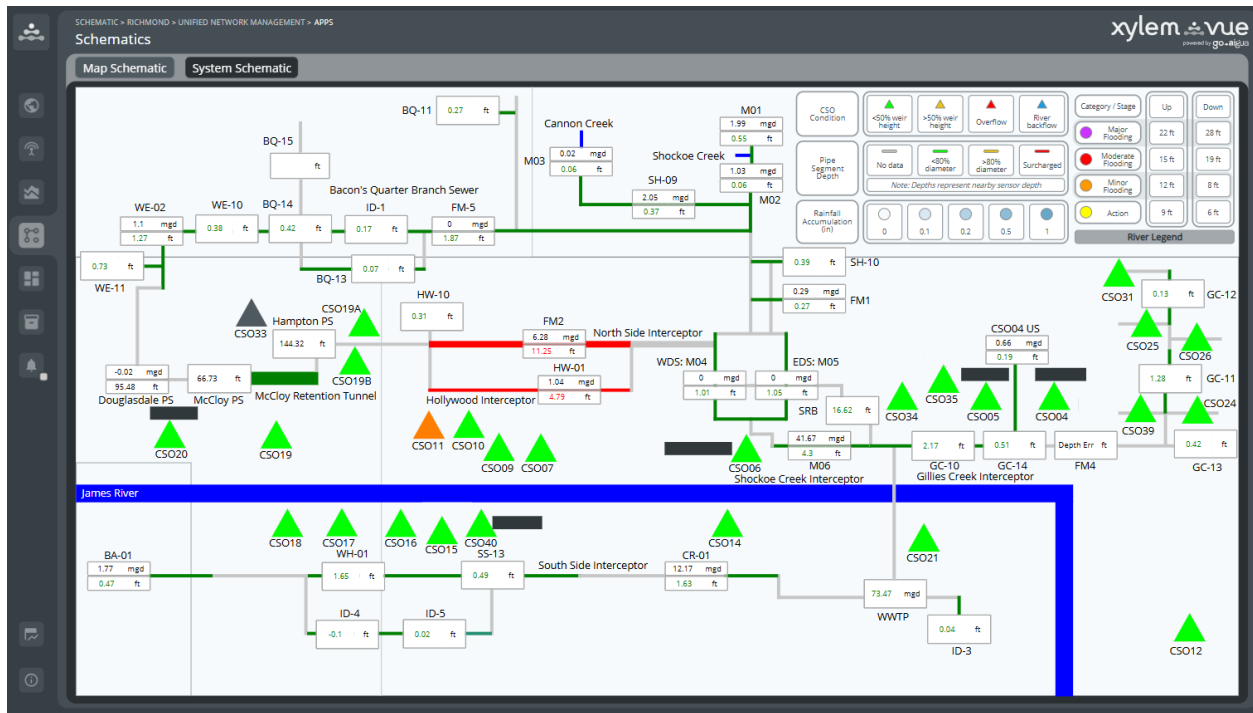 SCHEMATIC > RICHMOND > UNIFIED NETWORK MANAGEMENT > APPS
Schematics
xylem vue
powered by go·aigua
Map Schematic
System Schematic
BQ-11
0.27 ft
Cannon Creek
M01
1.99 mgd
0.55 ft
BQ-15
ft
M03
0.02 mgd
0.06 ft
Shockoe Creek
1.03 mgd
0.06 ft
M02
SH-09
2.05 mgd
0.37 ft
Bacon's Quarter Branch Sewer
WE-02
1.1 mgd
1.27 ft
WE-10
0.38 ft
BQ-14
0.42 ft
ID-1
0.17 ft
FM-5
0 mgd
1.87 ft
0.73 ft
WE-11
BQ-13
0.07 ft
CSO Condition
<50% weir height
>50% weir height
Overflow
River backflow
Pipe Segment Depth
No data
<80% diameter
>80% diameter
Surcharged
Note: Depths represent nearby sensor depth
Rainfall Accumulation (in)
0
0.1
0.2
0.5
1
Category / Stage Up Down
Major Flooding 22 ft 28 ft
Moderate Flooding 15 ft 19 ft
Minor Flooding 12 ft 8 ft
Action 9 ft 6 ft
River Legend
0.39 ft
SH-10
0.29 mgd
0.27 ft
FM1
CSO33
Hampton PS
144.32 ft
CSO19A
CSO19B
HW-10
0.31 ft
FM2
6.28 mgd
11.25 ft
North Side Interceptor
HW-01
1.04 mgd
4.79 ft
Hollywood Interceptor
-0.02 mgd
95.48 ft
Douglasdale PS
66.73 ft
McCloy PS
McCloy Retention Tunnel
WDS: M04
0 mgd
1.01 ft
EDS: M05
0 mgd
1.05 ft
SRB
16.62 ft
CSO34
CSO35
CSO05
CSO04 US
0.66 mgd
0.19 ft
CSO04
CSO31
0.13 ft
GC-12
CSO25
CSO26
1.28 ft
GC-11
CSO39
CSO24
CSO20
CSO19
CSO11
CSO10
CSO09
CSO07
CSO06
41.67 mgd
4.3 ft
M06
Shockoe Creek Interceptor
2.17 ft
GC-10
0.51 ft
GC-14
Gillies Creek Interceptor
Depth Err ft
FM4
0.42 ft
GC-13
James River
CSO18
CSO17
CSO16
CSO15
CSO40
CSO14
CSO21
BA-01
1.77 mgd
0.47 ft
WH-01
1.65 ft
SS-13
0.49 ft
South Side Interceptor
CR-01
12.17 mgd
1.63 ft
ID-4
-0.1 ft
ID-5
0.02 ft
73.47 mgd
WWTP
0.04 ft
ID-3
CSO12